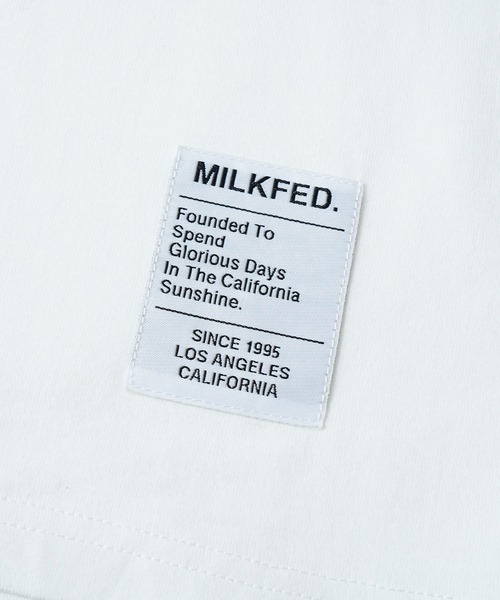 MILKFED.
Founded To
Spend
Glorious Days
In The California
Sunshine.
SINCE 1995
LOS ANGELES
CALIFORNIA